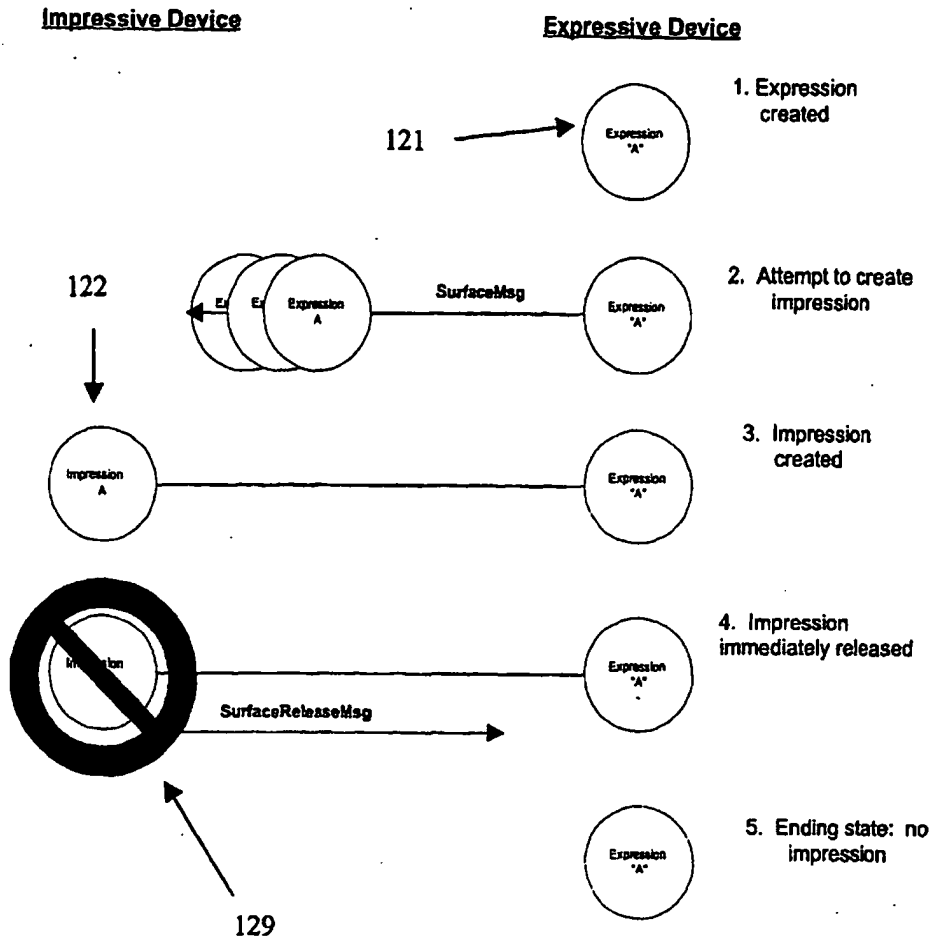 Impressive Device
Expressive Device
1. Expression
created
121
Expression
"A"
122
Ex
E
Expression
A
SurfaceMsg
Expression
"A"
2. Attempt to create
impression
Impression
A
Expression
"A"
3. Impression
created
Expression
"A"
4. Impression
immediately released
SurfaceReleaseMsg
Expression
"A"
5. Ending state: no
impression
129